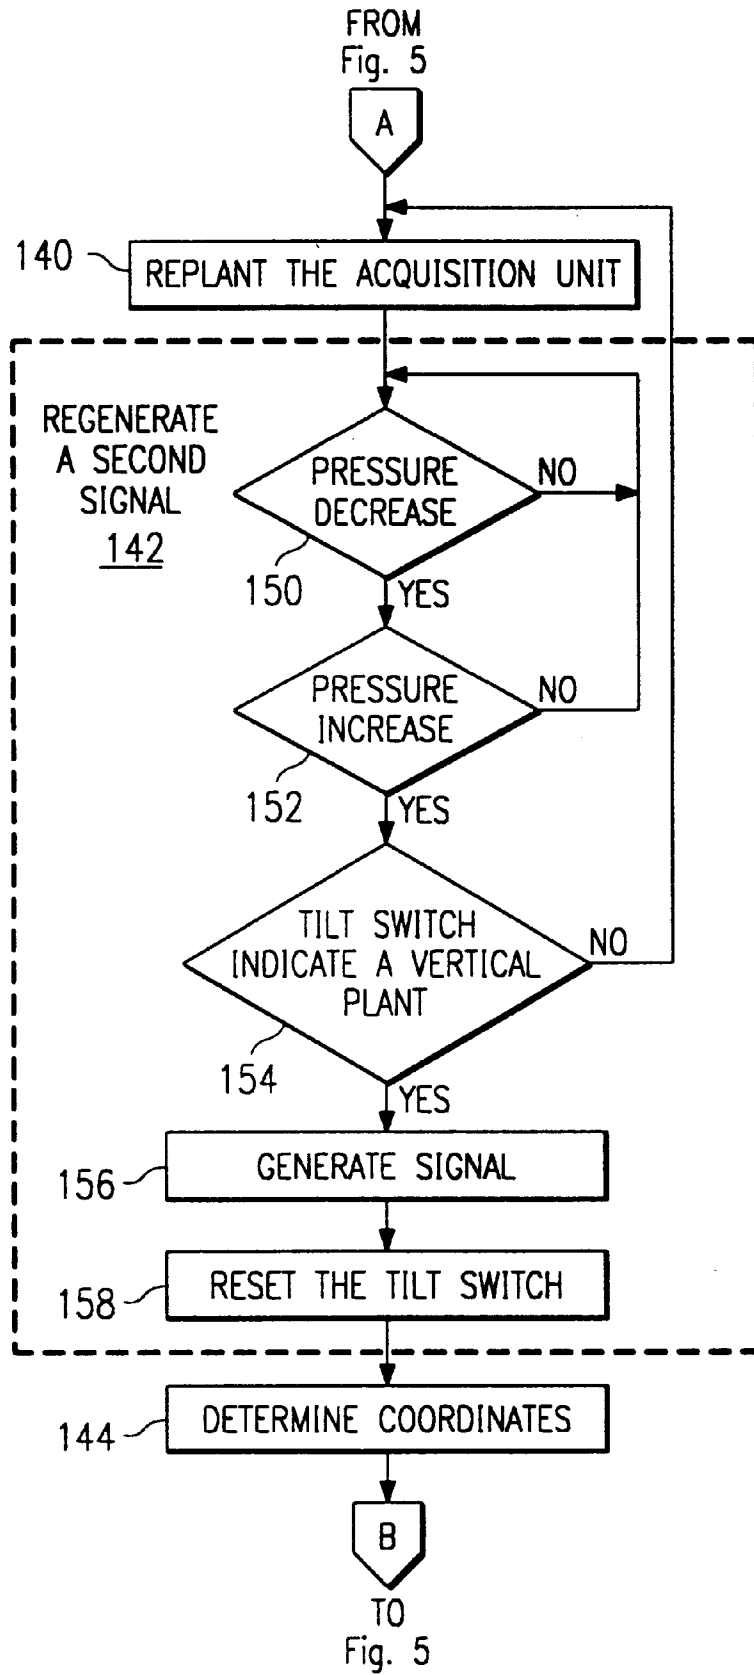 FROM
Fig. 5
A
140
REPLANT THE ACQUISITION UNIT
REGENERATE
A SECOND
SIGNAL
142
PRESSURE
DECREASE
NO
150
YES
PRESSURE
INCREASE
NO
152
YES
TILT SWITCH
INDICATE A VERTICAL
PLANT
NO
154
YES
156
GENERATE SIGNAL
158
RESET THE TILT SWITCH
144
DETERMINE COORDINATES
B
TO
Fig. 5